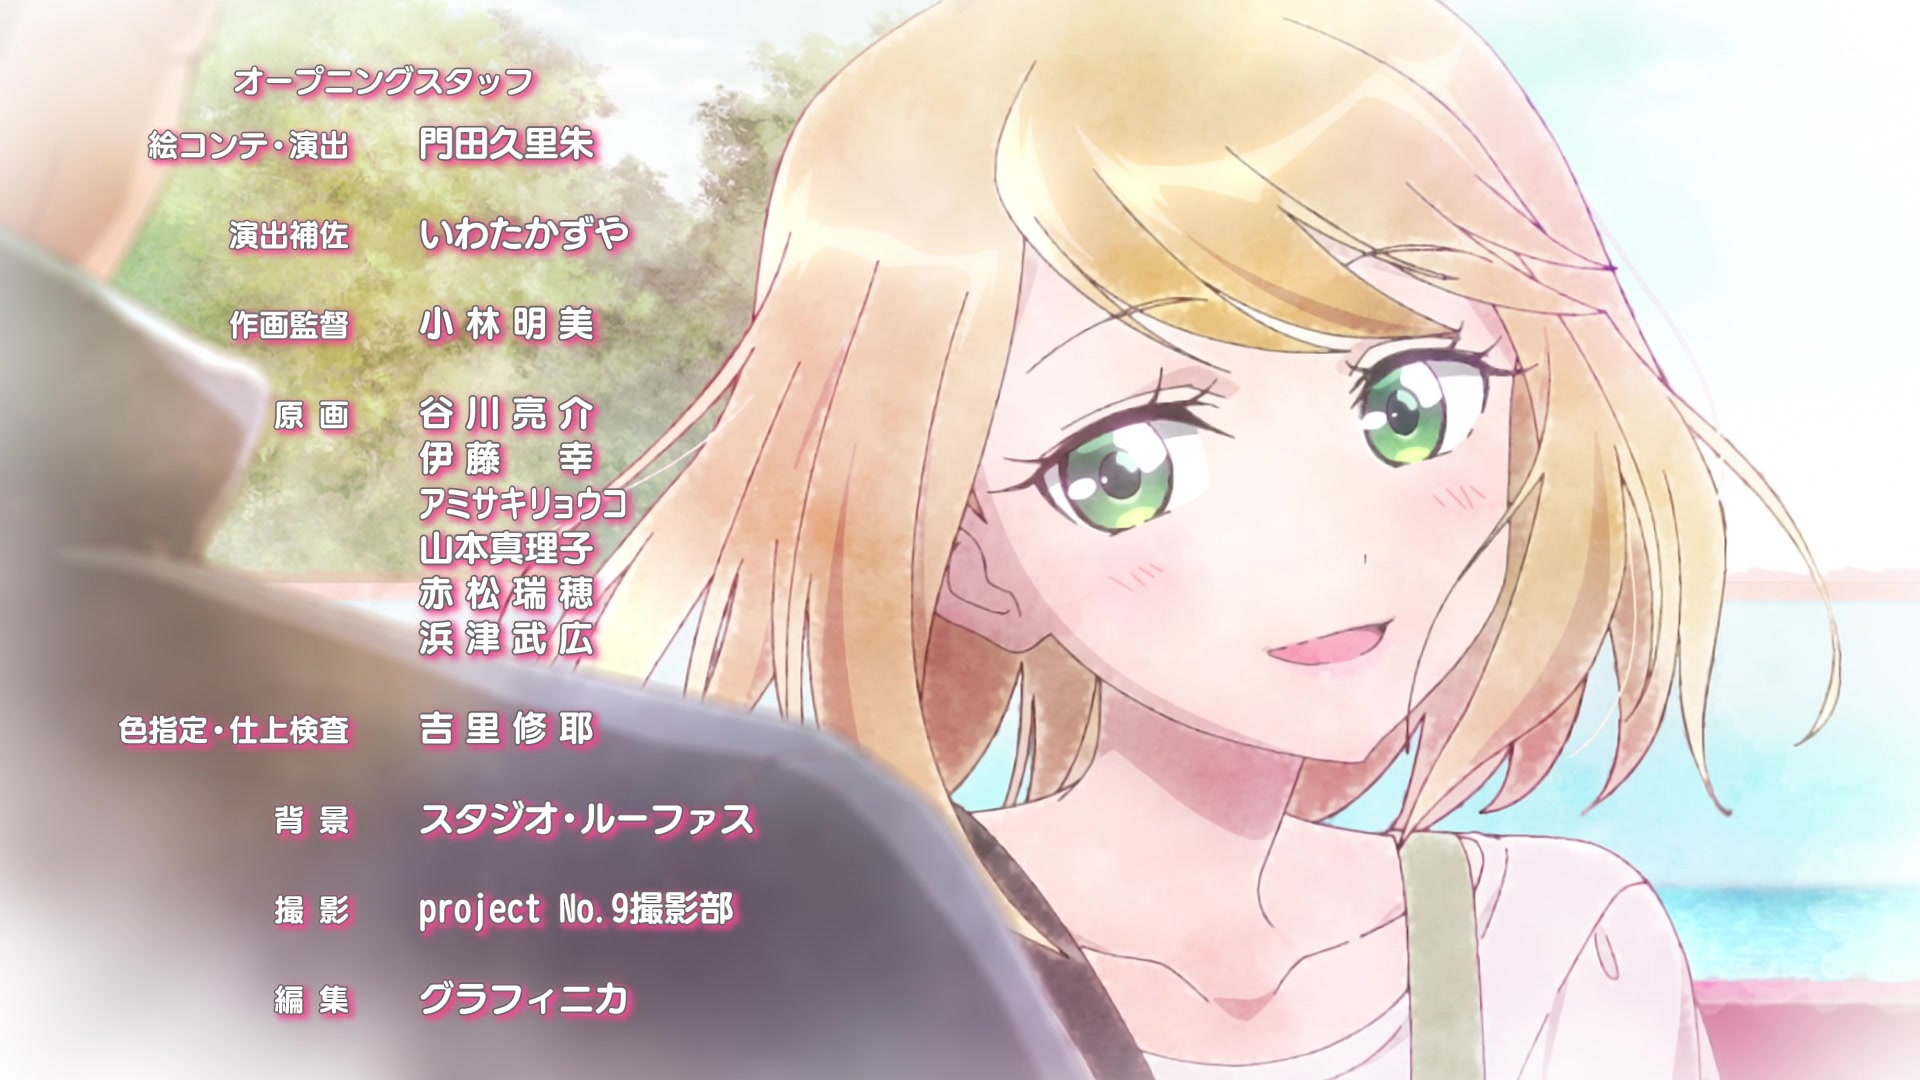 オープニングスタッフ
絵コンテ・演出 門田久里朱
演出補佐 いわたかずや
作画監督 小林明美
原画 谷川亮介
伊藤 幸
アミサキリョウコ
山本真理子
赤松瑞穂
浜津武広
色指定・仕上検査 吉里修耶
背景 スタジオ・ルーファス
撮影 project No.9撮影部
編集 グラフィニカ